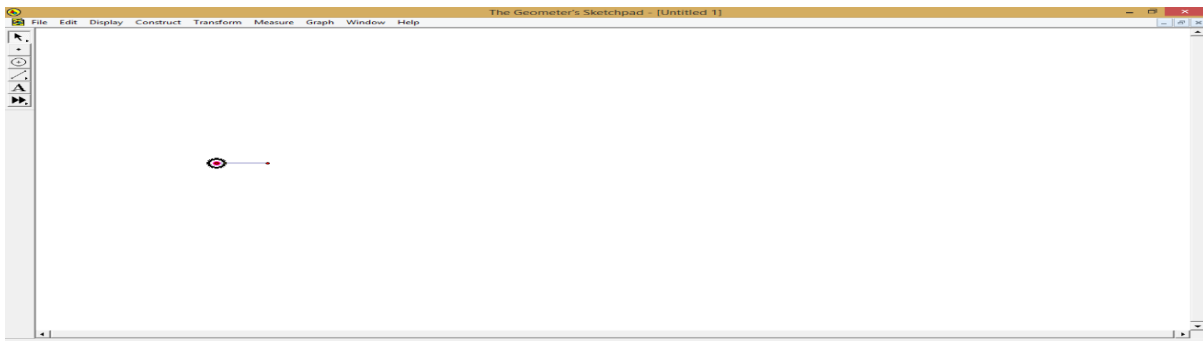 The Geometer's Sketchpad - [Untitled 1]
File Edit Display Construct Transform Measure Graph Window Help
A